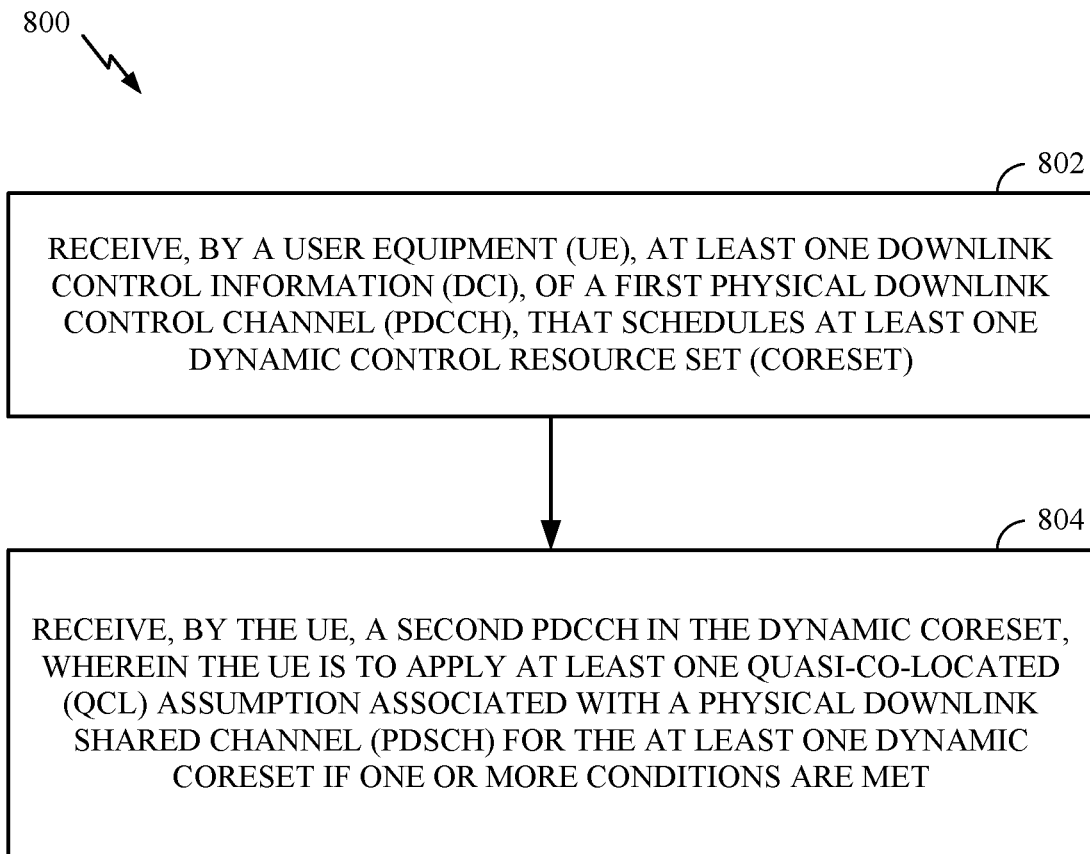 800
802
RECEIVE, BY A USER EQUIPMENT (UE), AT LEAST ONE DOWNLINK
CONTROL INFORMATION (DCI), OF A FIRST PHYSICAL DOWNLINK
CONTROL CHANNEL (PDCCH), THAT SCHEDULES AT LEAST ONE
DYNAMIC CONTROL RESOURCE SET (CORESET)
804
RECEIVE, BY THE UE, A SECOND PDCCH IN THE DYNAMIC CORESET,
WHEREIN THE UE IS TO APPLY AT LEAST ONE QUASI-CO-LOCATED
(QCL) ASSUMPTION ASSOCIATED WITH A PHYSICAL DOWNLINK
SHARED CHANNEL (PDSCH) FOR THE AT LEAST ONE DYNAMIC
CORESET IF ONE OR MORE CONDITIONS ARE MET